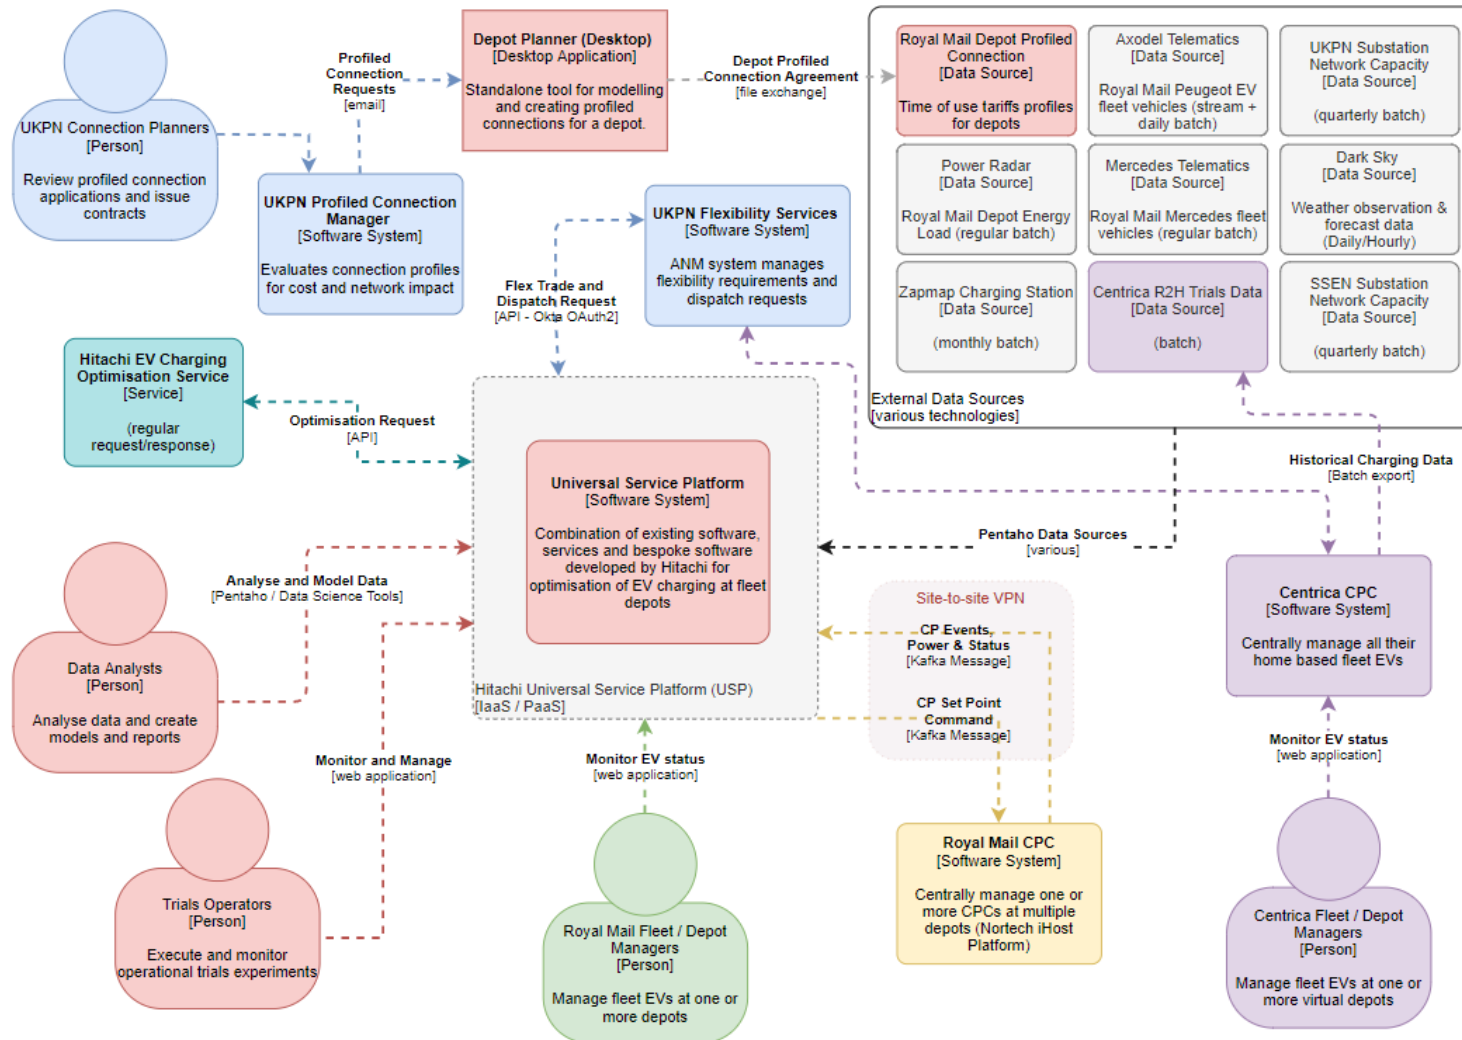 UKPN Connection Planners
[Person]
Review profiled connection
applications and issue
contracts
Profiled
Connection
Requests
[email]
UKPN Profiled Connection
Manager
[Software System]
Evaluates connection profiles
for cost and network impact
Depot Planner (Desktop)
[Desktop Application]
Standalone tool for modelling
and creating profiled
connections for a depot.
Depot Profiled
Connection Agreement
[file exchange]
Royal Mail Depot Profiled
Connection
[Data Source]
Time of use tariffs profiles
for depots
Axodel Telematics
[Data Source]
Royal Mail Peugeot EV
fleet vehicles (stream +
daily batch)
UKPN Substation
Network Capacity
[Data Source]
(quarterly batch)
Power Radar
[Data Source]
Royal Mail Depot Energy
Load (regular batch)
Mercedes Telematics
[Data Source]
Royal Mail Mercedes fleet
vehicles (regular batch)
Dark Sky
[Data Source]
Weather observation &
forecast data
(Daily/Hourly)
Zapmap Charging Station
[Data Source]
(monthly batch)
Centrica R2H Trials Data
[Data Source]
(batch)
SSEN Substation
Network Capacity
[Data Source]
(quarterly batch)
External Data Sources
[various technologies]
UKPN Flexibility Services
[Software System]
ANM system manages
flexibility requirements and
dispatch requests
Flex Trade and
Dispatch Request
[API - Okta OAuth2]
Hitachi EV Charging
Optimisation Service
[Service]
(regular
request/response)
Optimisation Request
[API]
Universal Service Platform
[Software System]
Combination of existing software,
services and bespoke software
developed by Hitachi for
optimisation of EV charging at fleet
depots
Hitachi Universal Service Platform (USP)
[IaaS / PaaS]
Historical Charging Data
[Batch export]
Pentaho Data Sources
[various]
Analyse and Model Data
[Pentaho / Data Science Tools]
Data Analysts
[Person]
Analyse data and create
models and reports
Monitor and Manage
[web application]
Trials Operators
[Person]
Execute and monitor
operational trials experiments
Site-to-site VPN
CP Events,
Power & Status
[Kafka Message]
CP Set Point
Command
[Kafka Message]
Centrica CPC
[Software System]
Centrally manage all their
home based fleet EVs
Monitor EV status
[web application]
Monitor EV status
[web application]
Royal Mail Fleet / Depot
Managers
[Person]
Manage fleet EVs at one or
more depots
Royal Mail CPC
[Software System]
Centrally manage one or
more CPCs at multiple
depots (Nortech iHost
Platform)
Centrica Fleet / Depot
Managers
[Person]
Manage fleet EVs at one or
more virtual depots